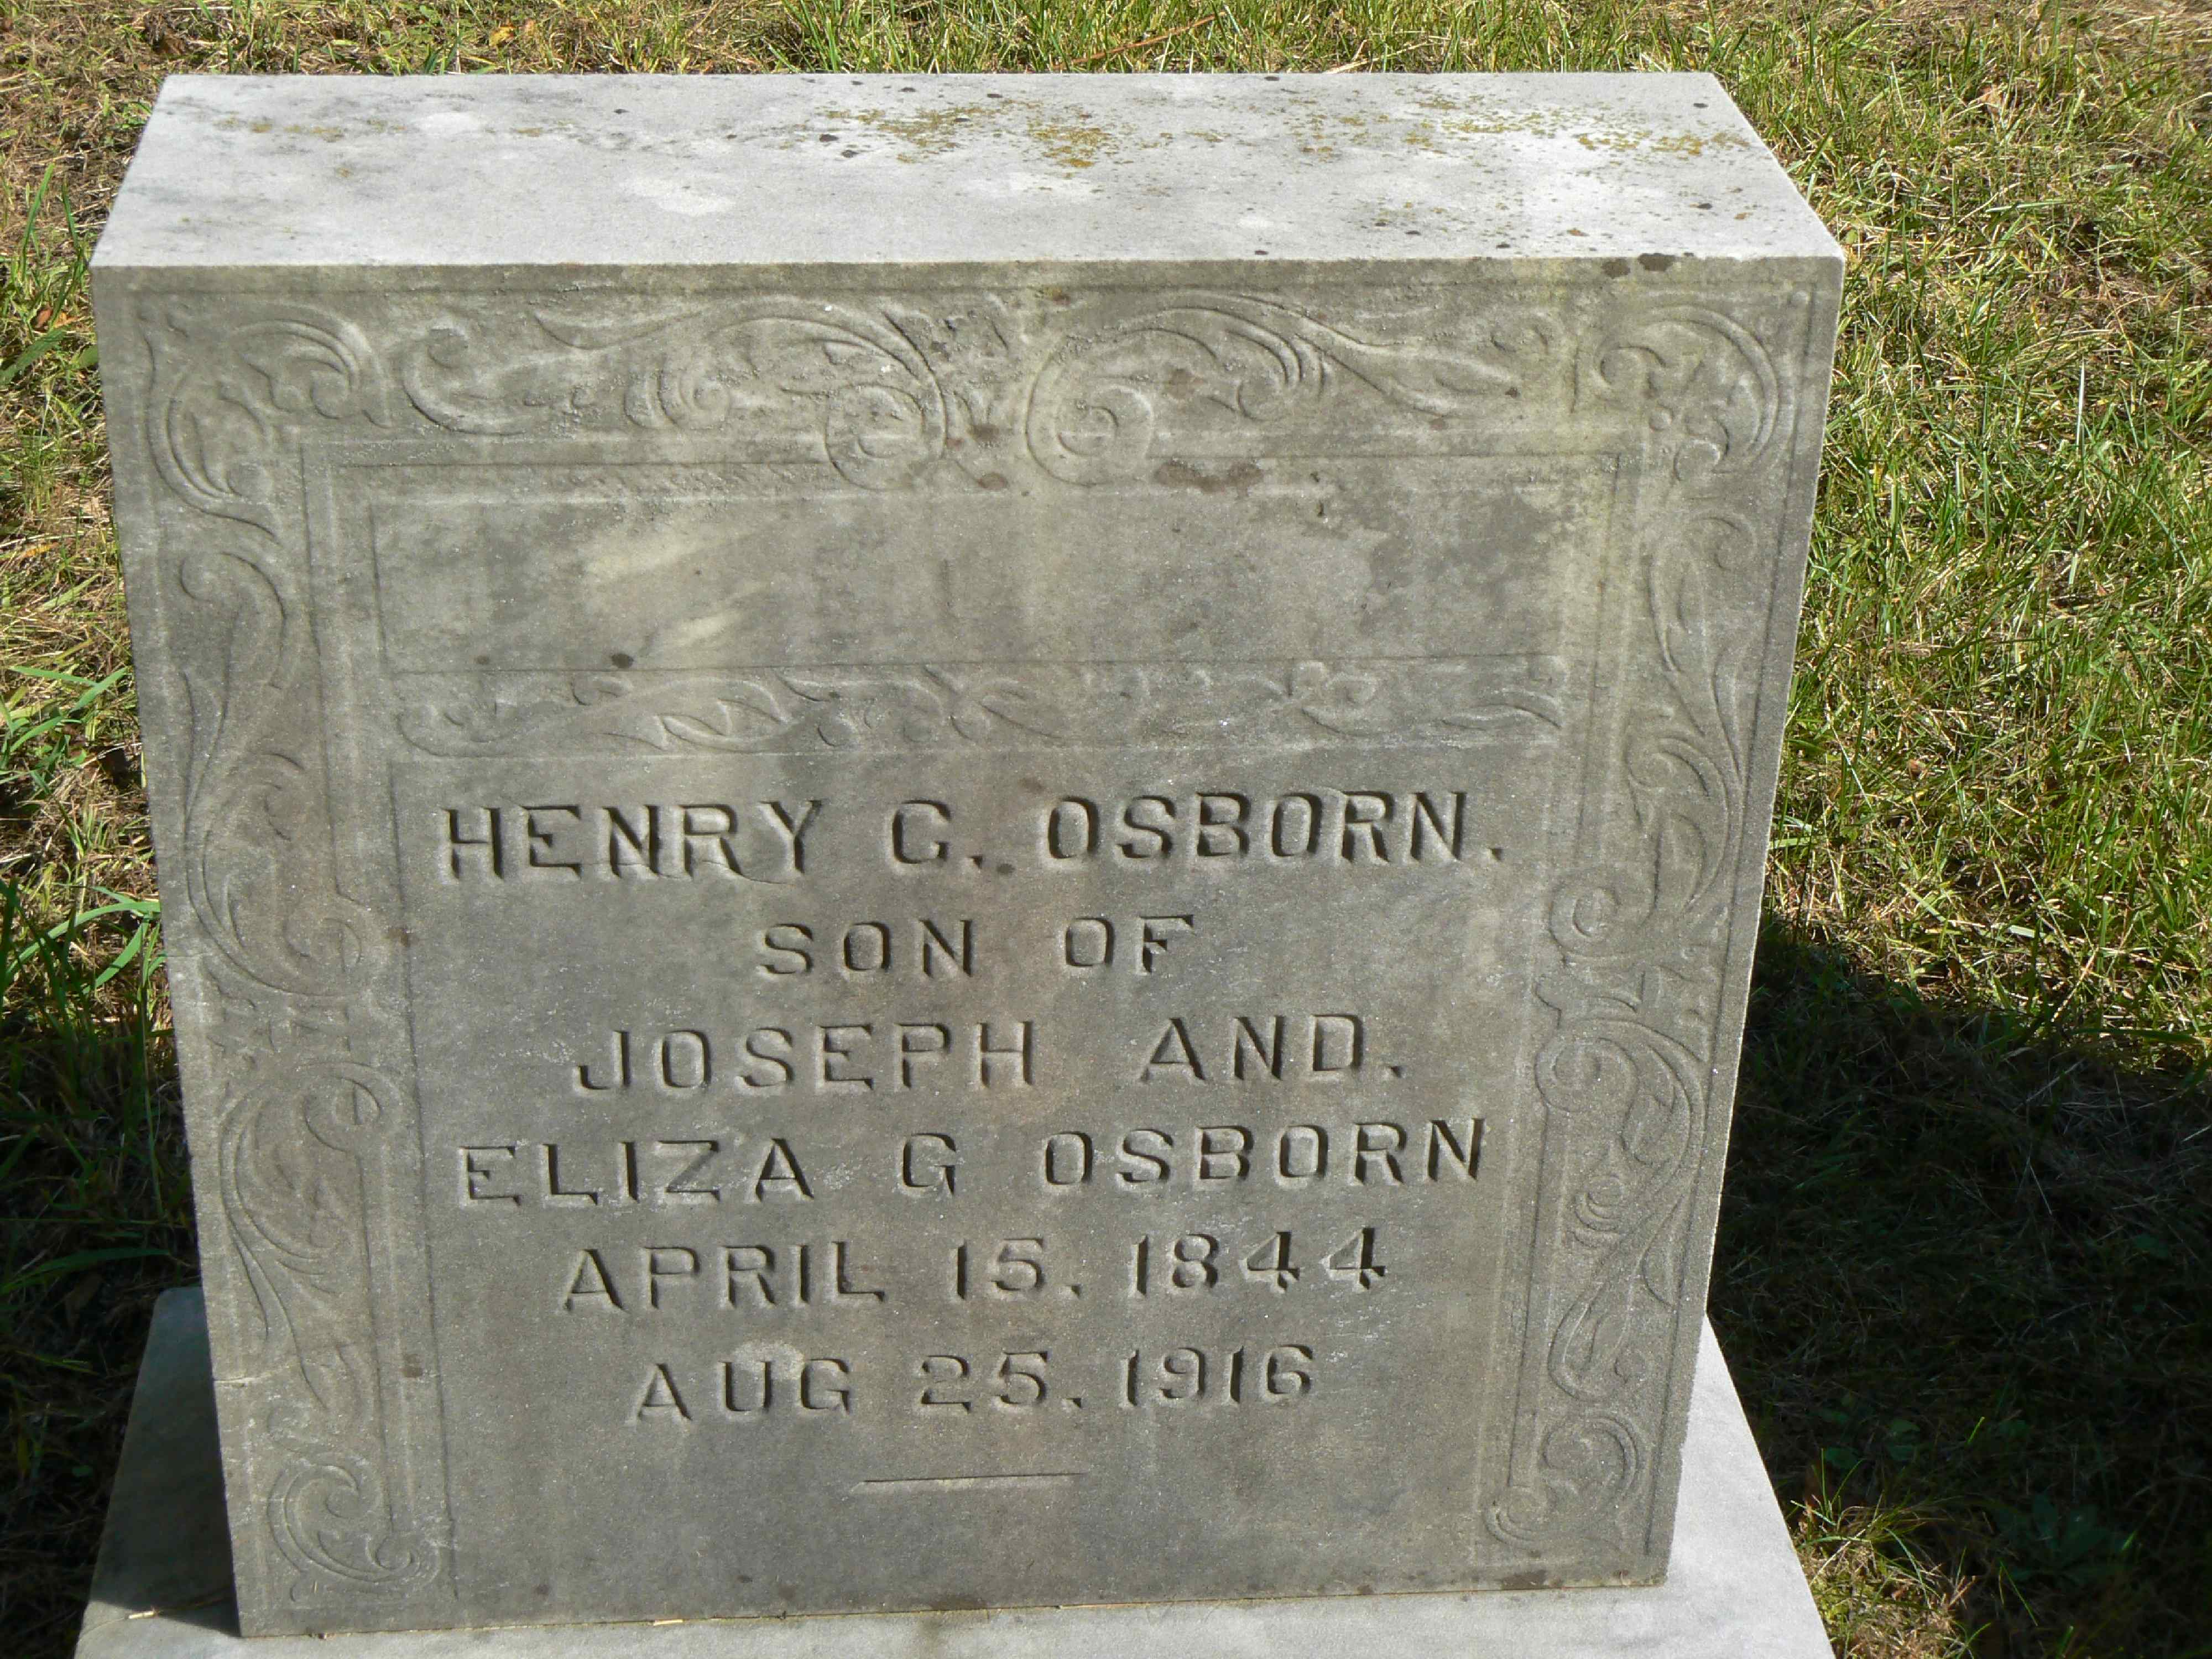 HENRY C. OSBORN.
SON OF
JOSEPH AND.
ELIZA G OSBORN
APRIL 15. 1844
AUG 25. 1916